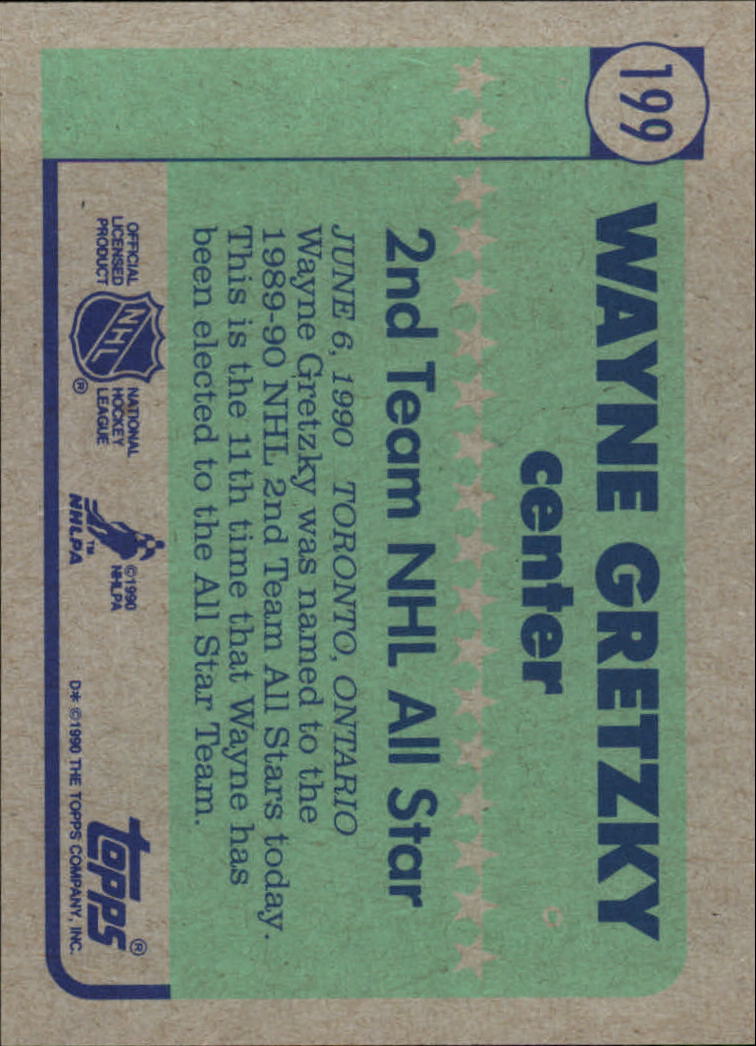 199
WAYNE GRETZKY
center
2nd Team NHL All Star
JUNE 6, 1990 TORONTO, ONTARIO
Wayne Gretzky was named to the
1989-90 NHL 2nd Team All Stars today.
This is the 11th time that Wayne has
been elected to the All Star Team.
OFFICIAL
LICENSED
PRODUCT
NHL
®
NATIONAL
HOCKEY
LEAGUE
NHLPA
™
©1990
NHLPA
topps®
D* ©1990 THE TOPPS COMPANY, INC.